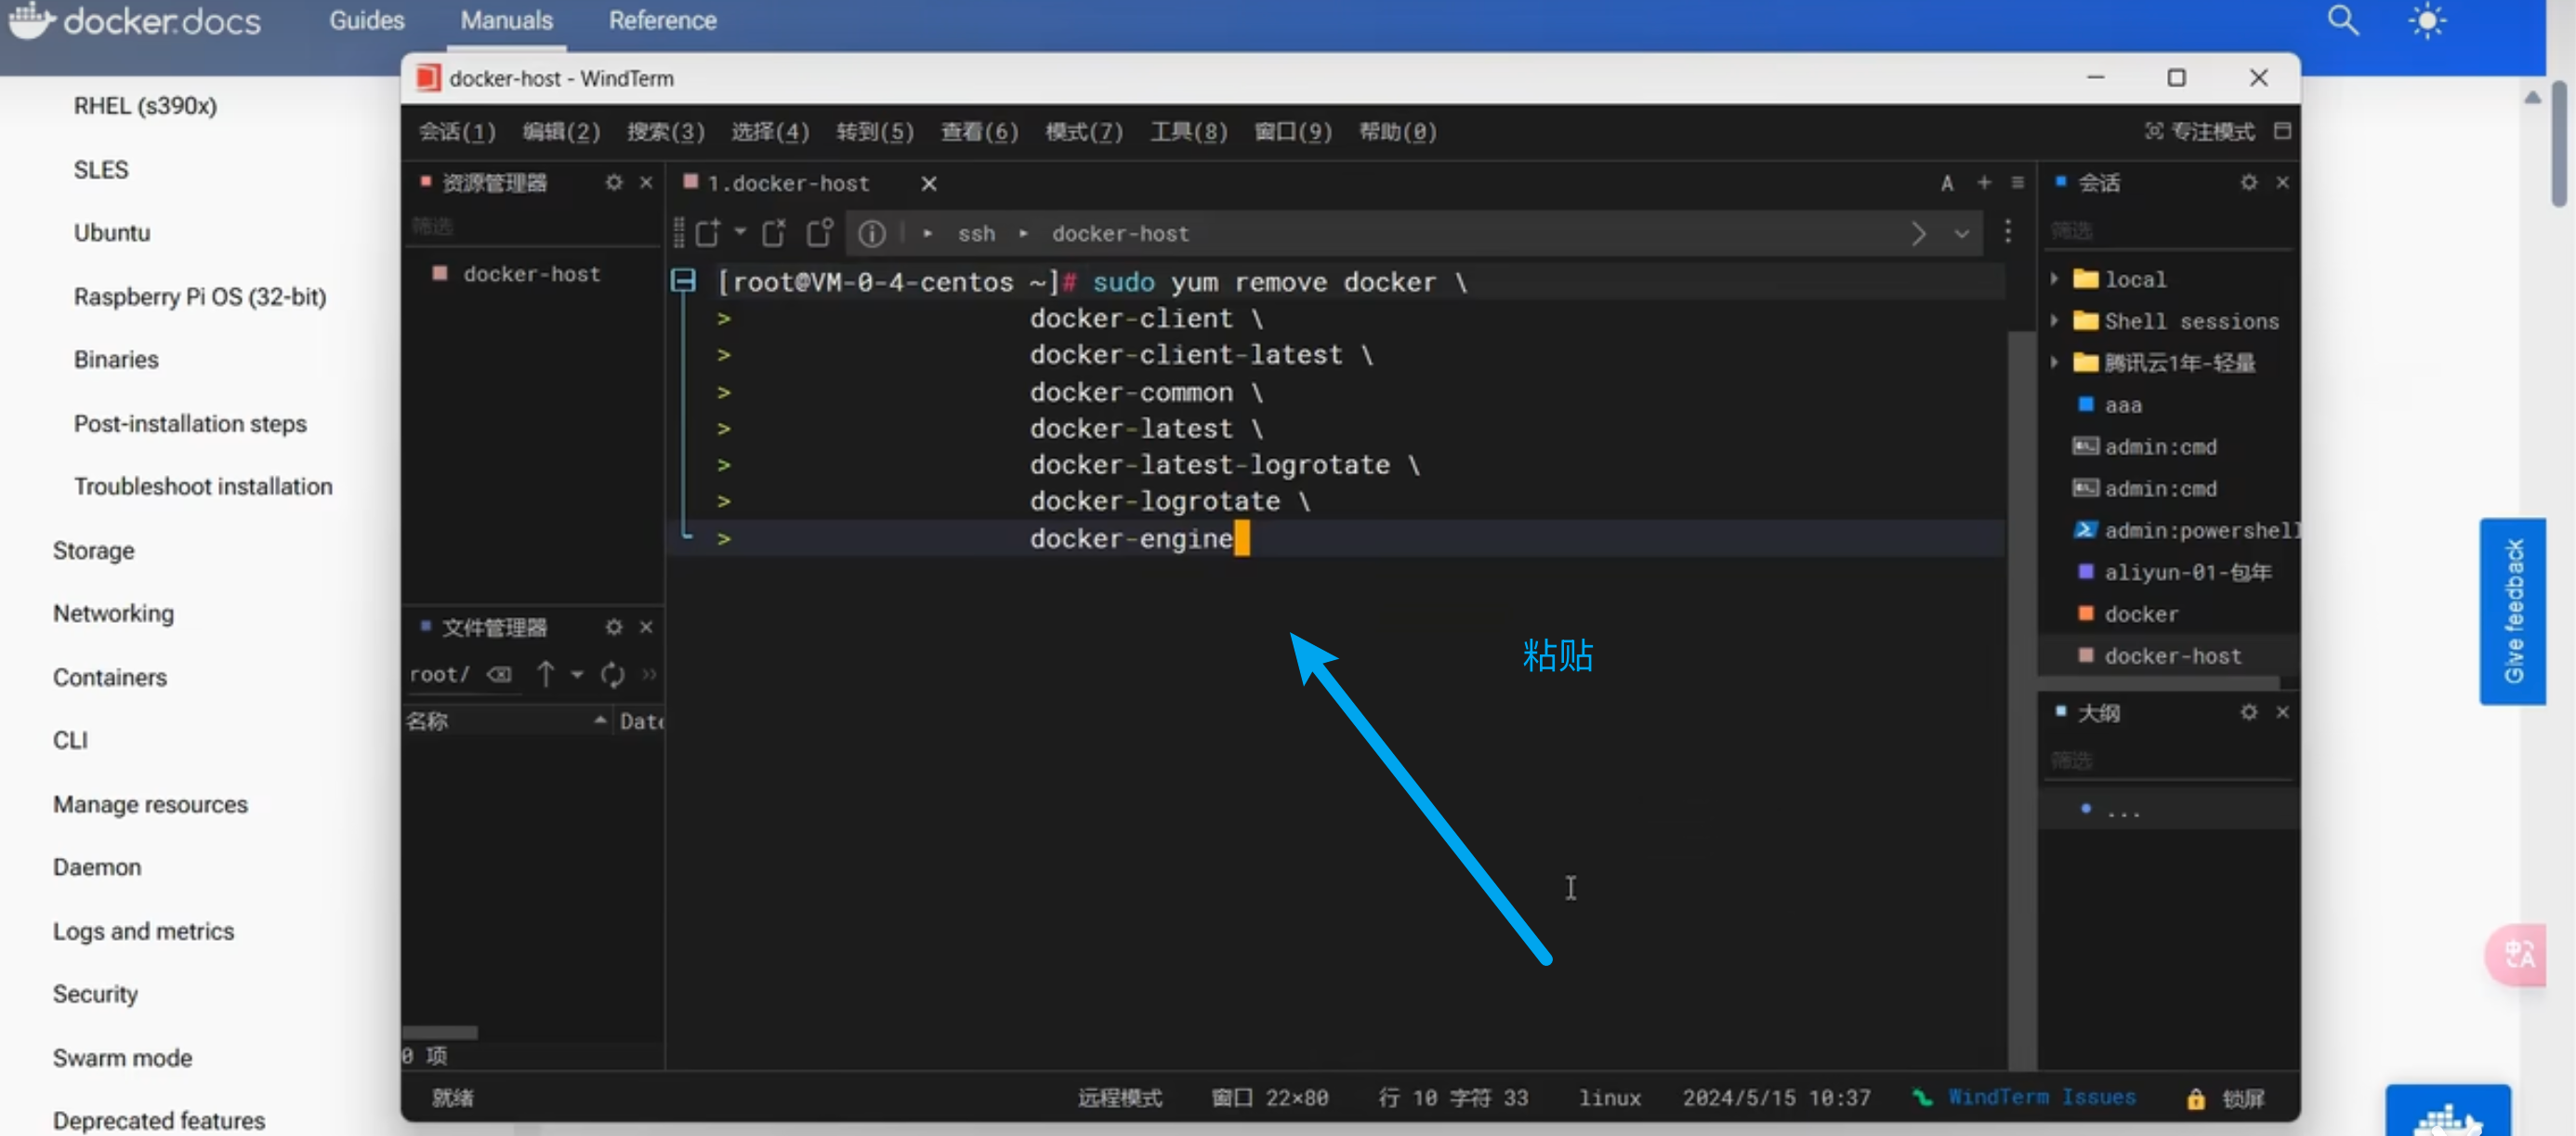 docker.docs
Guides
Manuals
Reference
RHEL (s390x)
SLES
Ubuntu
Raspberry Pi OS (32-bit)
Binaries
Post-installation steps
Troubleshoot installation
Storage
Networking
Containers
CLI
Manage resources
Daemon
Logs and metrics
Security
Swarm mode
Deprecated features
docker-host - WindTerm
会话(1) 编辑(2) 搜索(3) 选择(4) 转到(5) 查看(6) 模式(7) 工具(8) 窗口(9) 帮助(0)
专注模式
资源管理器
筛选
docker-host
文件管理器
root/
名称
Date
0 项
1.docker-host
A
ssh
docker-host
[root@VM-0-4-centos ~]# sudo yum remove docker \
> docker-client \
> docker-client-latest \
> docker-common \
> docker-latest \
> docker-latest-logrotate \
> docker-logrotate \
> docker-engine
粘贴
会话
筛选
local
Shell sessions
腾讯云1年-轻量
aaa
admin:cmd
admin:cmd
admin:powershell
aliyun-01-包年
docker
docker-host
大纲
筛选
...
就绪
远程模式
窗口 22×80
行 10 字符 33
linux
2024/5/15 10:37
WindTerm Issues
锁屏
Give feedback
中A